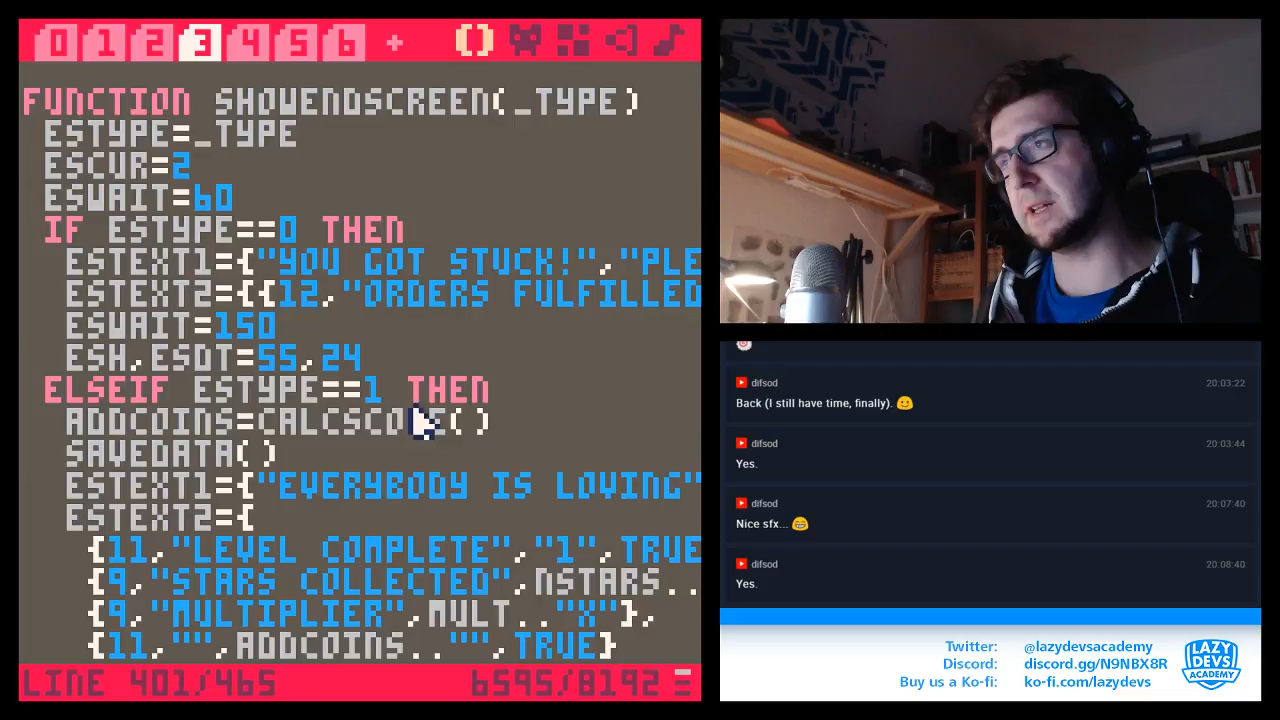 0 1 2 3 4 5 6 +
FUNCTION SHOWENDSCREEN(_TYPE)
ESTYPE=_TYPE
ESCUR=2
ESWAIT=60
IF ESTYPE==0 THEN
ESTEXT1={"YOU GOT STUCK!","PLE
ESTEXT2={{12,"ORDERS FULFILLED
ESWAIT=150
ESH,ESDT=55,24
ELSEIF ESTYPE==1 THEN
ADDCOINS=CALCSCORE()
SAVEDATA()
ESTEXT1={"EVERYBODY IS LOVING"
ESTEXT2={
{11,"LEVEL COMPLETE","1",TRUE
{9,"STARS COLLECTED",NSTARS..
{9,"MULTIPLIER",MULT.."X"},
{11,"",ADDCOINS.."",TRUE}
LINE 401/465 6595/8192
difsod 20:03:22
Back (I still have time, finally). 😊
difsod 20:03:44
Yes.
difsod 20:07:40
Nice sfx... 😁
difsod 20:08:40
Yes.
Twitter: @lazydevsacademy
Discord: discord.gg/N9NBX8R
Buy us a Ko-fi: ko-fi.com/lazydevs
LAZY
DEVS
ACADEMY